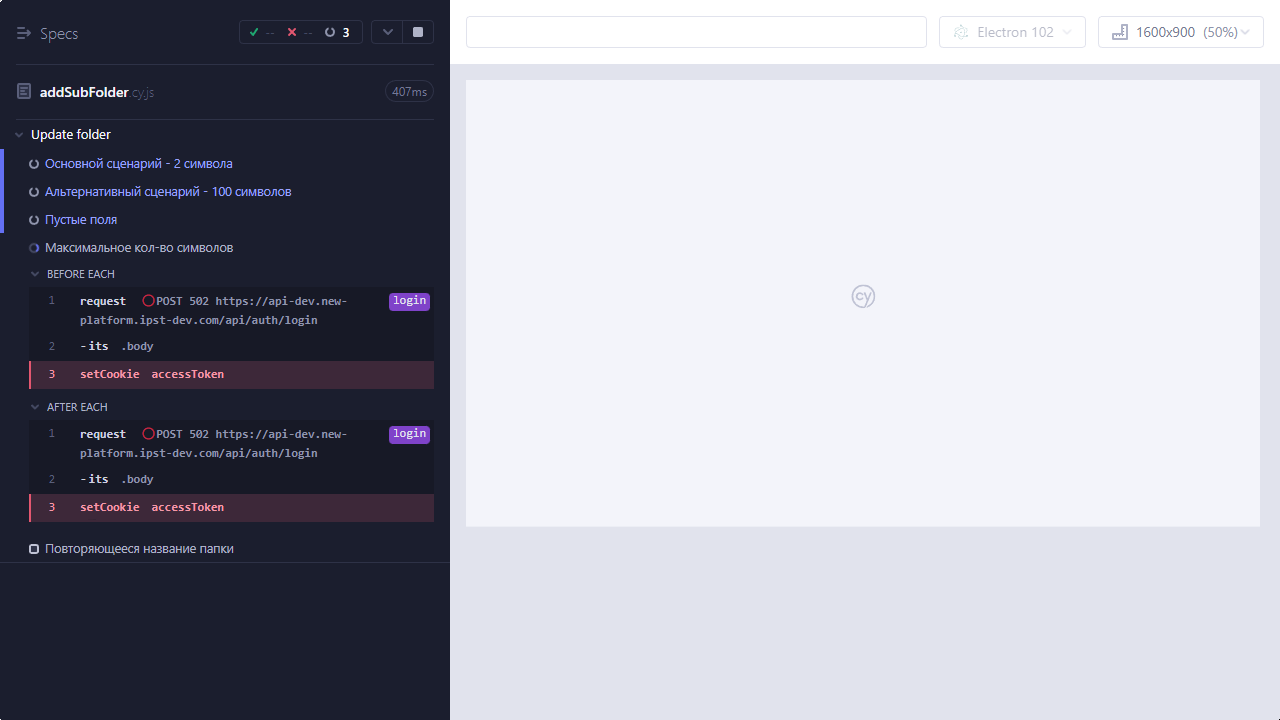 Specs
-- -- 3
addSubFolder.cy.js 407ms
Update folder
Основной сценарий - 2 символа
Альтернативный сценарий - 100 символов
Пустые поля
Максимальное кол-во символов
BEFORE EACH
1 request POST 502 https://api-dev.new- login
platform.ipst-dev.com/api/auth/login
2 -its .body
3 setCookie accessToken
AFTER EACH
1 request POST 502 https://api-dev.new- login
platform.ipst-dev.com/api/auth/login
2 -its .body
3 setCookie accessToken
Повторяющееся название папки
Electron 102
1600x900 (50%)
cy